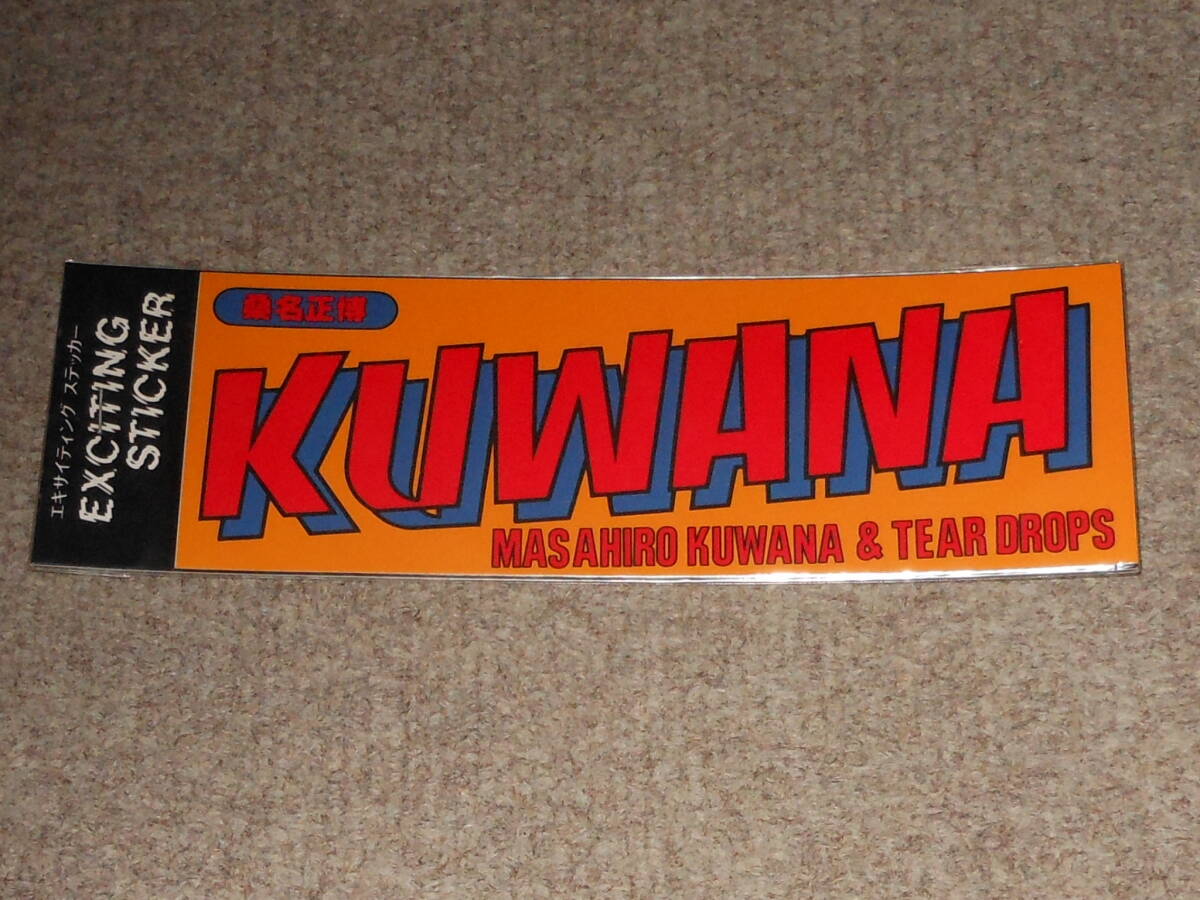 エキサイティング ステッカー
EXCITING
STICKER
桑名正博
KUWANA
MASAHIRO KUWANA & TEAR DROPS